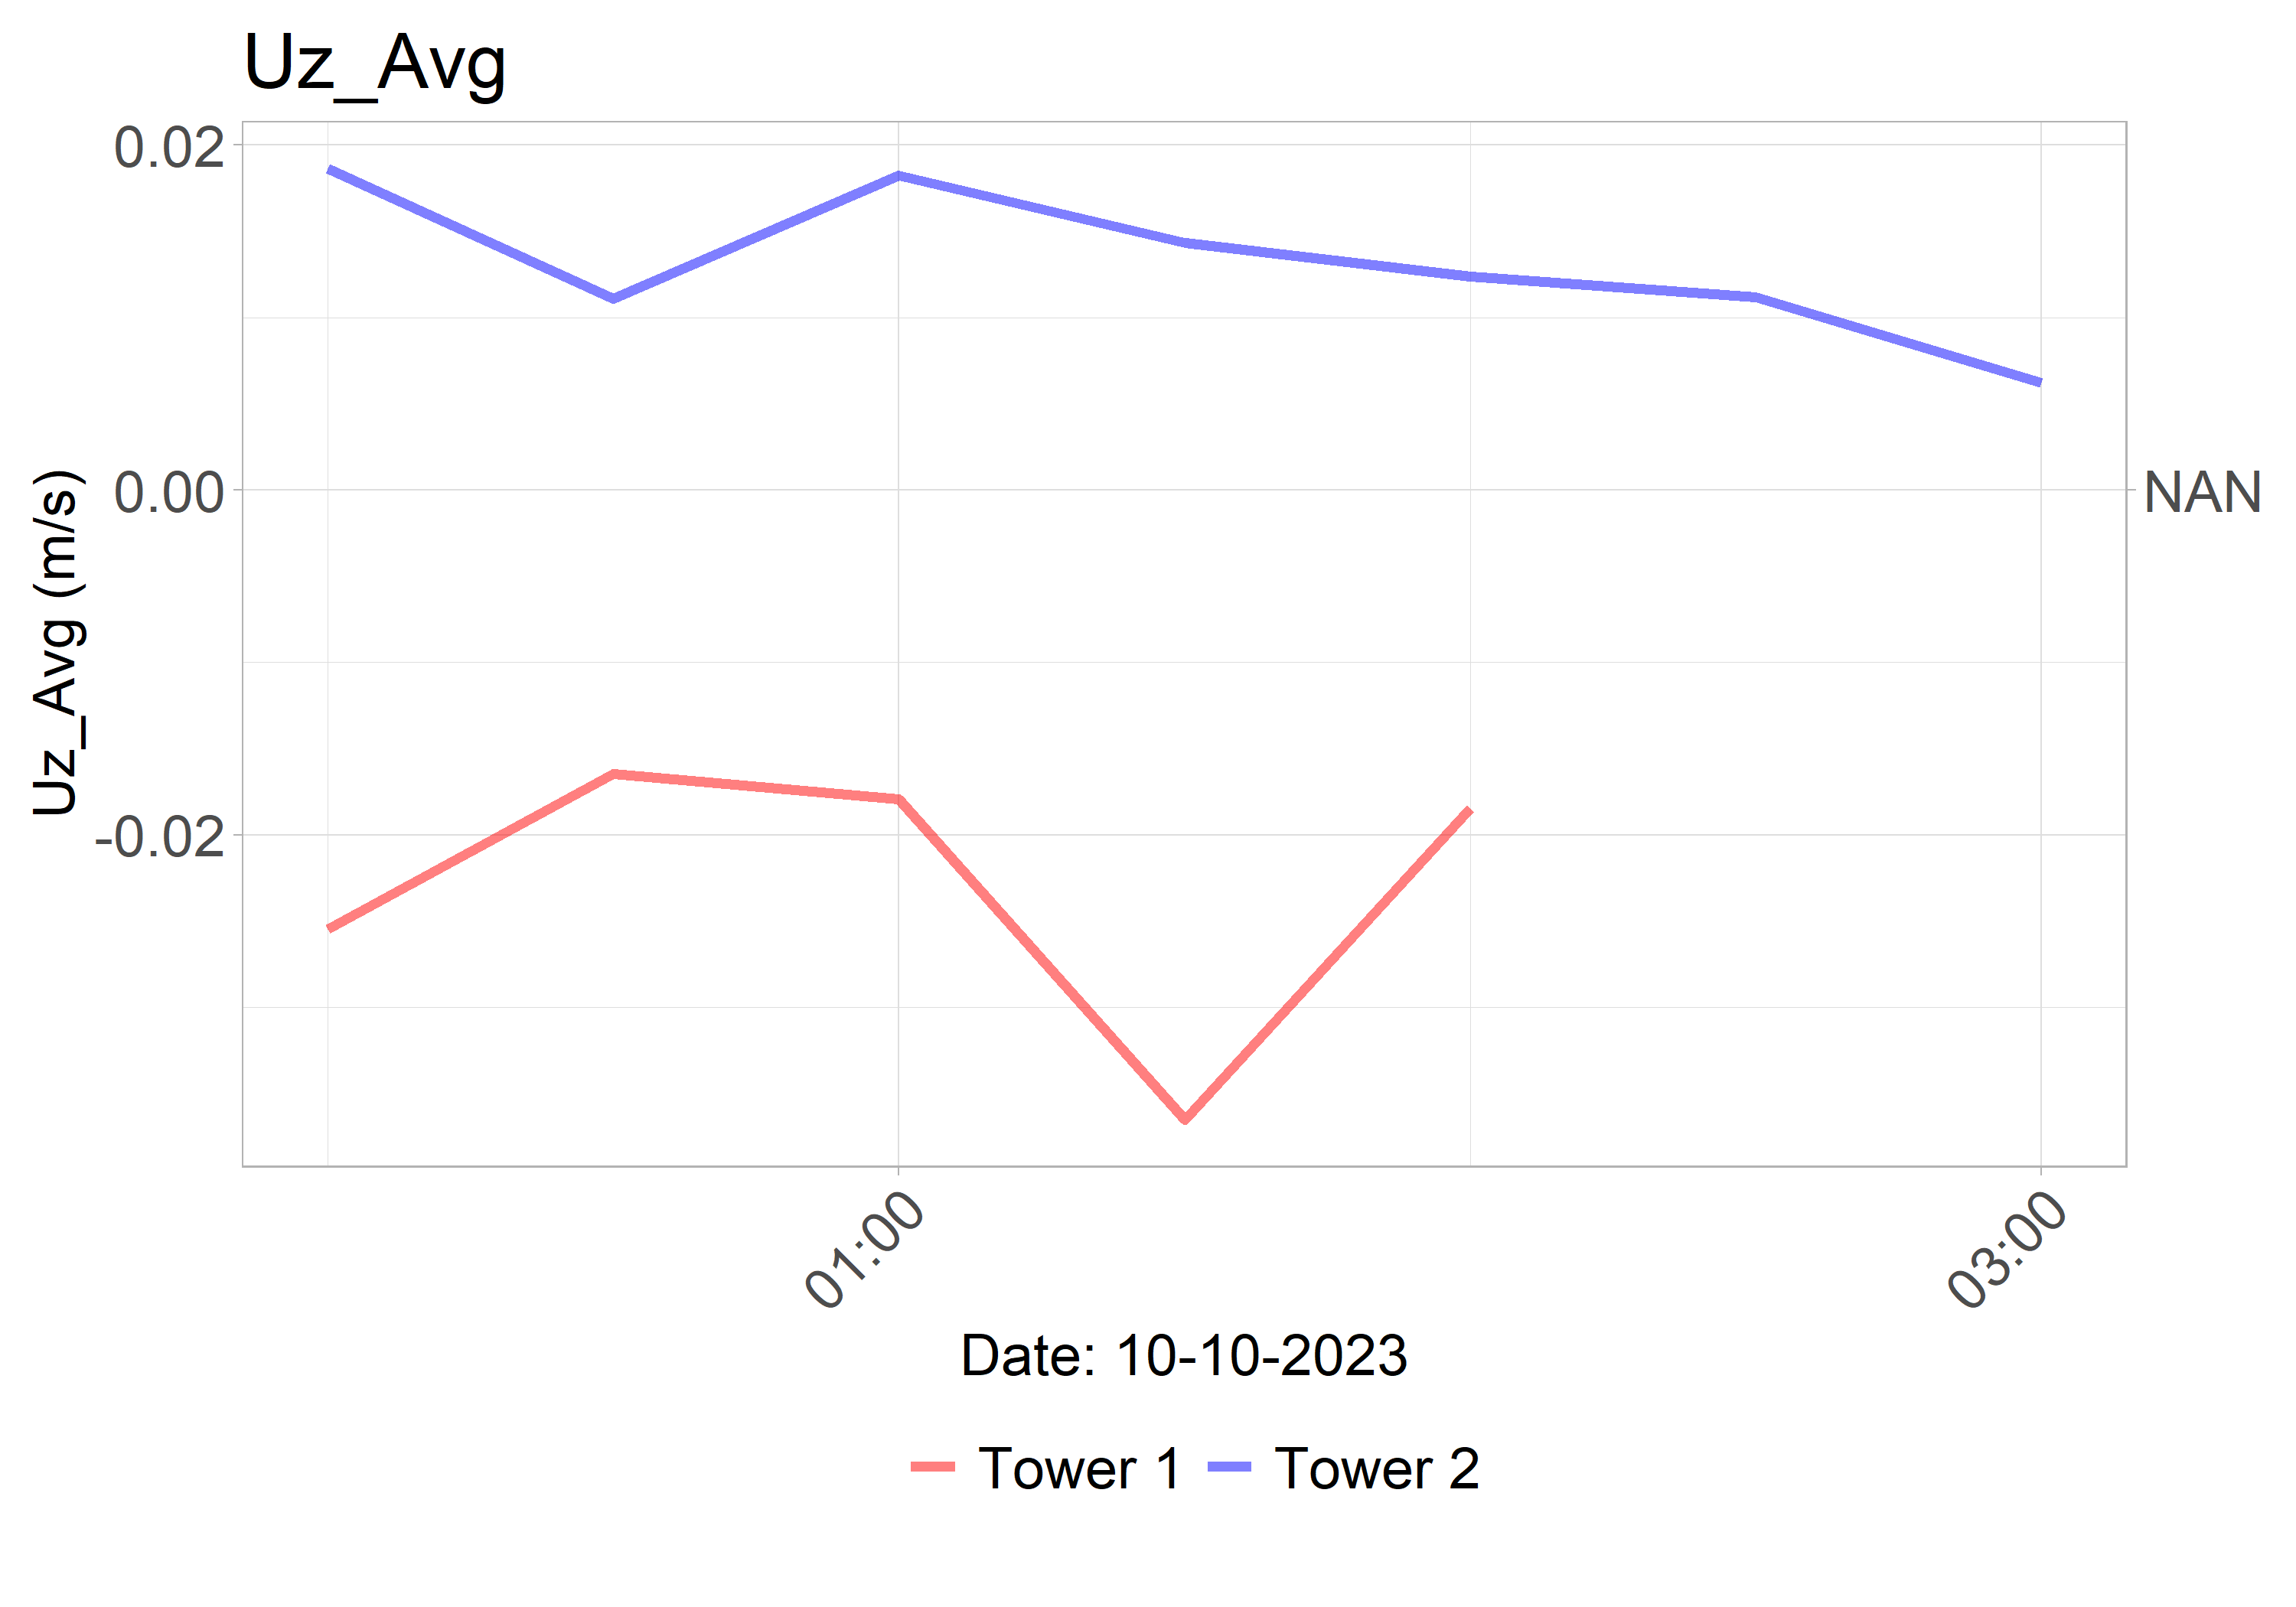 Uz_Avg
0.02
0.00
-0.02
Uz_Avg (m/s)
NAN
01:00
03:00
Date: 10-10-2023
Tower 1
Tower 2